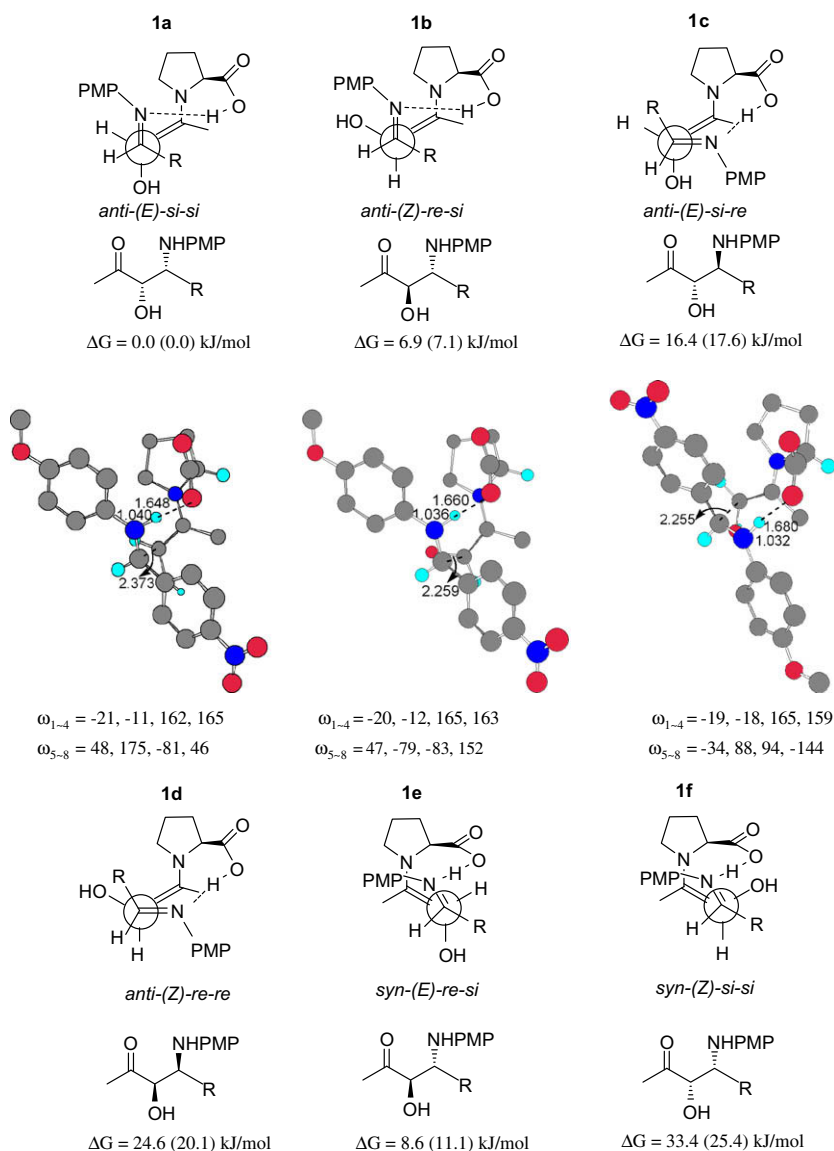 1a
1b
1c
PMP
N
N
O
O
H
H
H
R
OH
anti-(E)-si-si
PMP
N
N
O
O
H
HO
H
R
H
anti-(Z)-re-si
N
O
O
H
R
H
N
H
OH
PMP
anti-(E)-si-re
O
NHPMP
R
OH
ΔG = 0.0 (0.0) kJ/mol
O
NHPMP
R
OH
ΔG = 6.9 (7.1) kJ/mol
O
NHPMP
R
OH
ΔG = 16.4 (17.6) kJ/mol
1.648
1.040
2.373
1.660
1.036
2.259
2.255
1.680
1.032
ω1~4 = -21, -11, 162, 165
ω5~8 = 48, 175, -81, 46
ω1~4 = -20, -12, 165, 163
ω5~8 = 47, -79, -83, 152
ω1~4 = -19, -18, 165, 159
ω5~8 = -34, 88, 94, -144
1d
1e
1f
N
O
O
H
R
HO
N
H
H
PMP
anti-(Z)-re-re
N
O
O
H
PMP
N
H
H
R
OH
syn-(E)-re-si
N
O
O
H
PMP
N
OH
H
R
H
syn-(Z)-si-si
O
NHPMP
R
OH
ΔG = 24.6 (20.1) kJ/mol
O
NHPMP
R
OH
ΔG = 8.6 (11.1) kJ/mol
O
NHPMP
R
OH
ΔG = 33.4 (25.4) kJ/mol